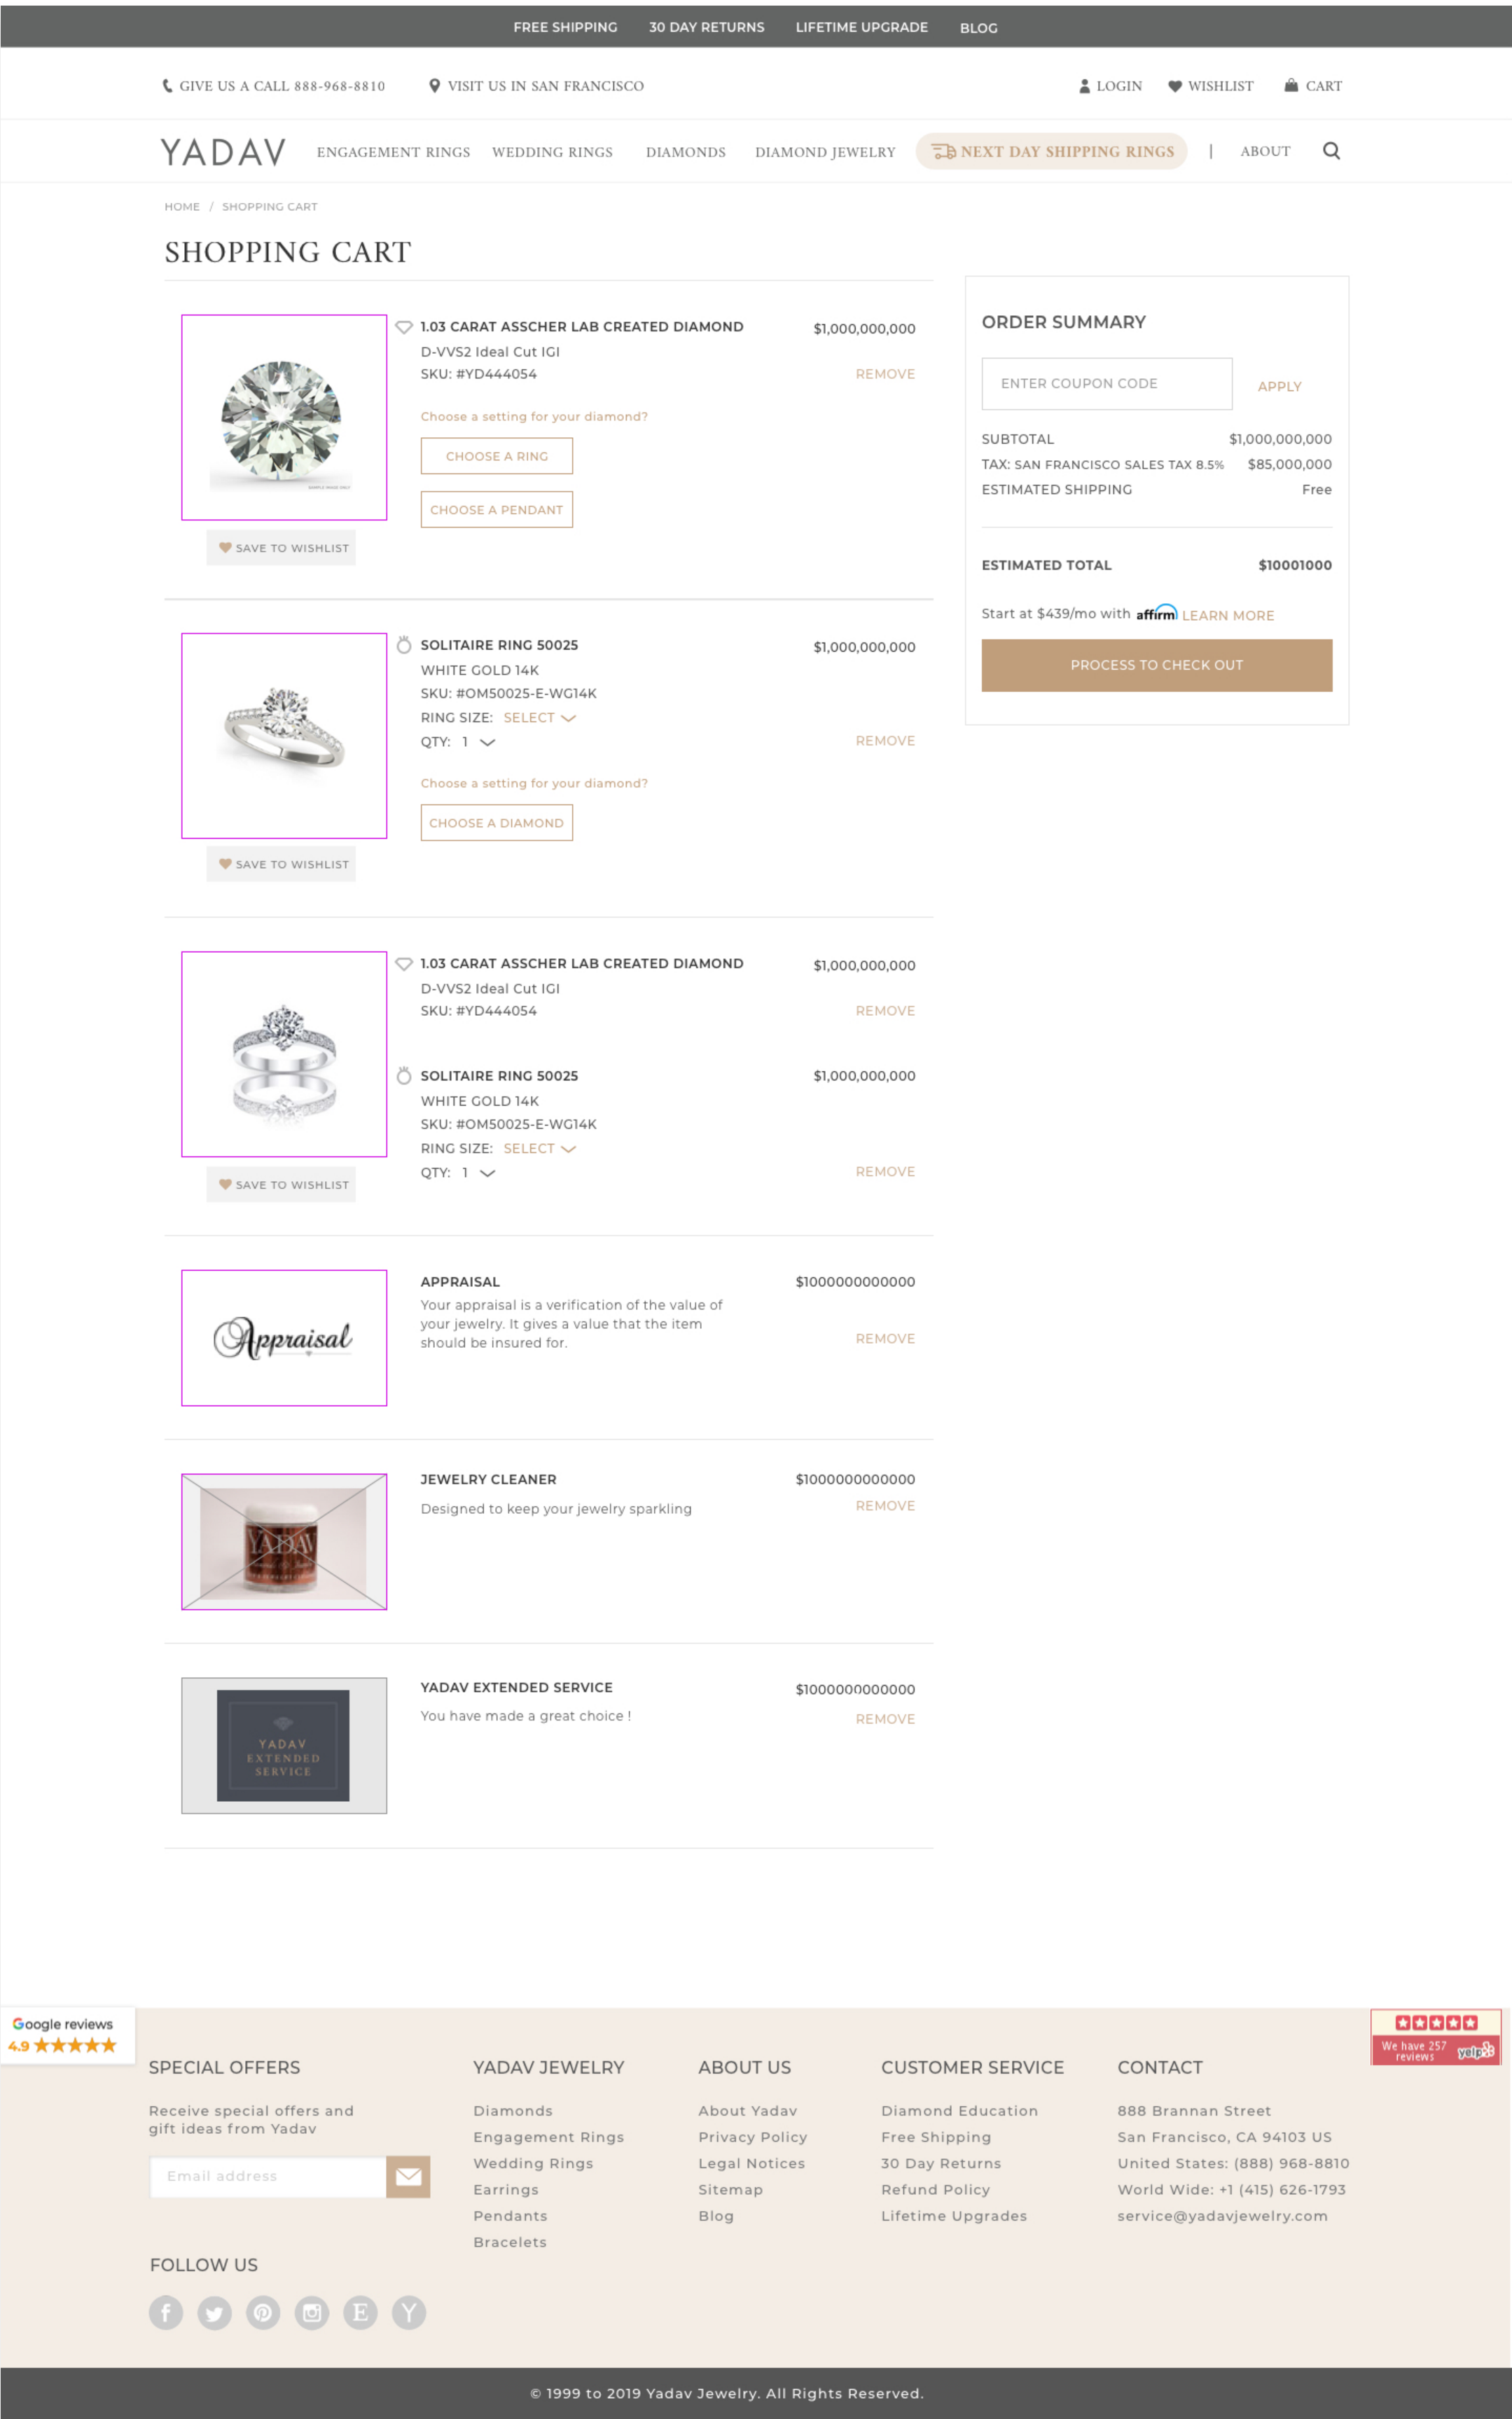 FREE SHIPPING 30 DAY RETURNS LIFETIME UPGRADE BLOG
GIVE US A CALL 888-968-8810 VISIT US IN SAN FRANCISCO LOGIN WISHLIST CART
YADAV ENGAGEMENT RINGS WEDDING RINGS DIAMONDS DIAMOND JEWELRY NEXT DAY SHIPPING RINGS | ABOUT
HOME / SHOPPING CART
SHOPPING CART
1.03 CARAT ASSCHER LAB CREATED DIAMOND $1,000,000,000
D-VVS2 Ideal Cut IGI
SKU: #YD444054 REMOVE
Choose a setting for your diamond?
CHOOSE A RING
SAMPLE IMAGE ONLY
CHOOSE A PENDANT
SAVE TO WISHLIST
SOLITAIRE RING 50025 $1,000,000,000
WHITE GOLD 14K
SKU: #OM50025-E-WG14K
RING SIZE: SELECT
QTY: 1 REMOVE
Choose a setting for your diamond?
CHOOSE A DIAMOND
SAVE TO WISHLIST
1.03 CARAT ASSCHER LAB CREATED DIAMOND $1,000,000,000
D-VVS2 Ideal Cut IGI
SKU: #YD444054 REMOVE
SOLITAIRE RING 50025 $1,000,000,000
WHITE GOLD 14K
SKU: #OM50025-E-WG14K
RING SIZE: SELECT
QTY: 1 REMOVE
SAVE TO WISHLIST
Appraisal
APPRAISAL $1000000000000
Your appraisal is a verification of the value of
your jewelry. It gives a value that the item
should be insured for.
REMOVE
YADAV
JEWELRY CLEANER $1000000000000
Designed to keep your jewelry sparkling REMOVE
YADAV
EXTENDED
SERVICE
YADAV EXTENDED SERVICE $1000000000000
You have made a great choice ! REMOVE
ORDER SUMMARY
ENTER COUPON CODE APPLY
SUBTOTAL $1,000,000,000
TAX: SAN FRANCISCO SALES TAX 8.5% $85,000,000
ESTIMATED SHIPPING Free
ESTIMATED TOTAL $10001000
Start at $439/mo with affirm LEARN MORE
PROCESS TO CHECK OUT
Google reviews
4.9
We have 257
reviews
yelp
SPECIAL OFFERS
Receive special offers and
gift ideas from Yadav
Email address
FOLLOW US
f E Y
YADAV JEWELRY
Diamonds
Engagement Rings
Wedding Rings
Earrings
Pendants
Bracelets
ABOUT US
About Yadav
Privacy Policy
Legal Notices
Sitemap
Blog
CUSTOMER SERVICE
Diamond Education
Free Shipping
30 Day Returns
Refund Policy
Lifetime Upgrades
CONTACT
888 Brannan Street
San Francisco, CA 94103 US
United States: (888) 968-8810
World Wide: +1 (415) 626-1793
service@yadavjewelry.com
© 1999 to 2019 Yadav Jewelry. All Rights Reserved.